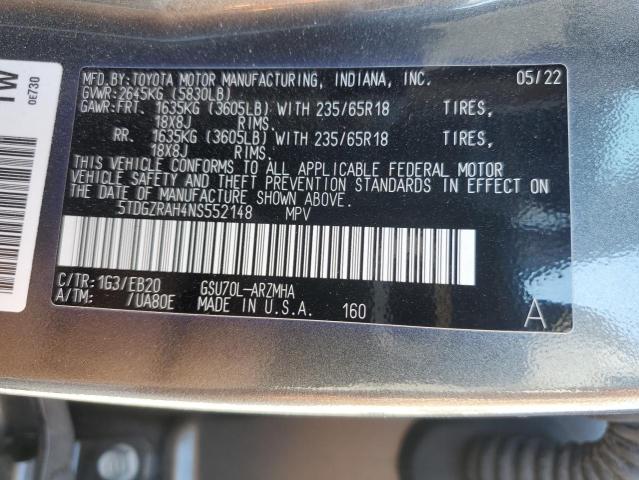 MFD.BY:TOYOTA MOTOR MANUFACTURING, INDIANA, INC. 05/22
GVWR:2645KG (5830LB)
GAWR:FRT. 1635KG (3605LB) WITH 235/65R18 TIRES,
18X8J RIMS.
RR. 1635KG (3605LB) WITH 235/65R18 TIRES,
18X8J RIMS.
THIS VEHICLE CONFORMS TO ALL APPLICABLE FEDERAL MOTOR
VEHICLE SAFETY AND THEFT PREVENTION STANDARDS IN EFFECT ON
THE DATE OF MANUFACTURE SHOWN ABOVE.
5TDGZRAH4NS552148 MPV
C/TR:1G3/EB20 GSU70L-ARZMHA
A/TM: /UA80E MADE IN U.S.A. 160 A
0E730